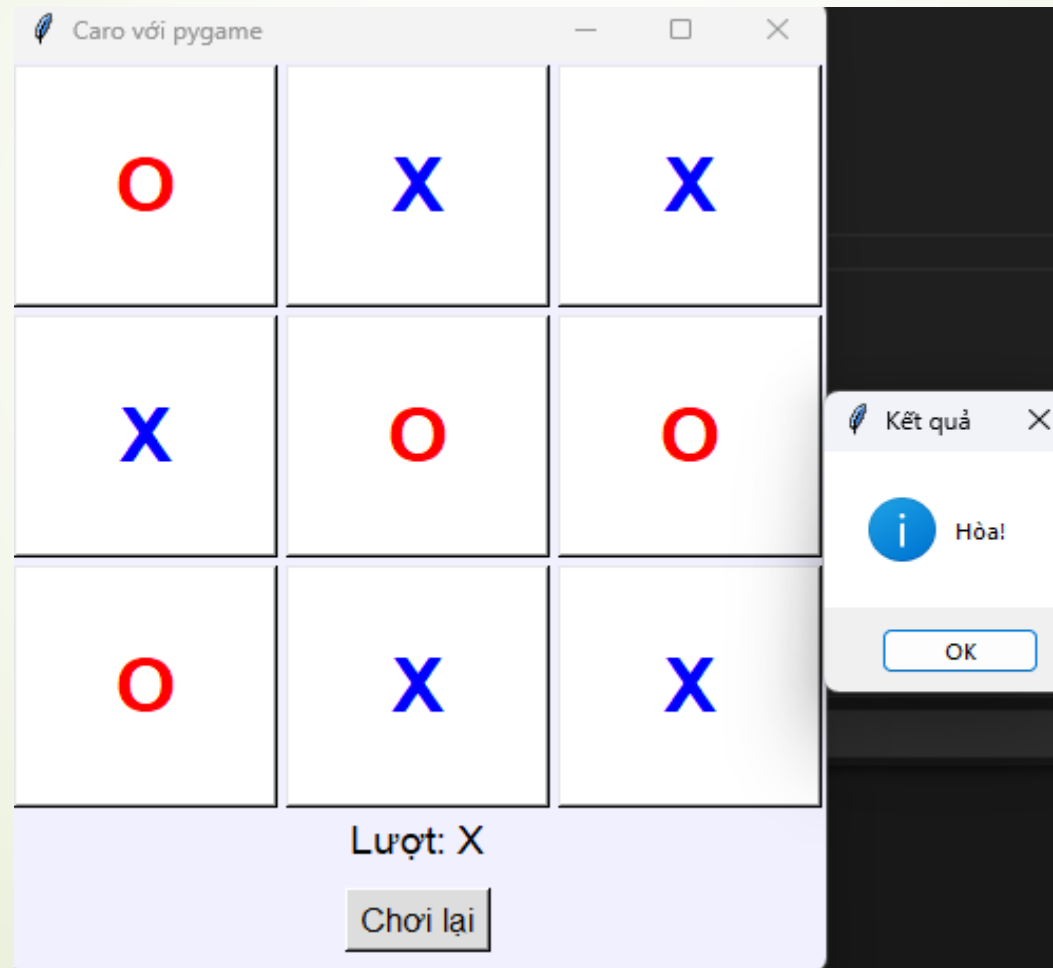 Caro với pygame
O X X
X O O
Kết quả
Hòa!
OK
O X X
Lượt: X
Chơi lại